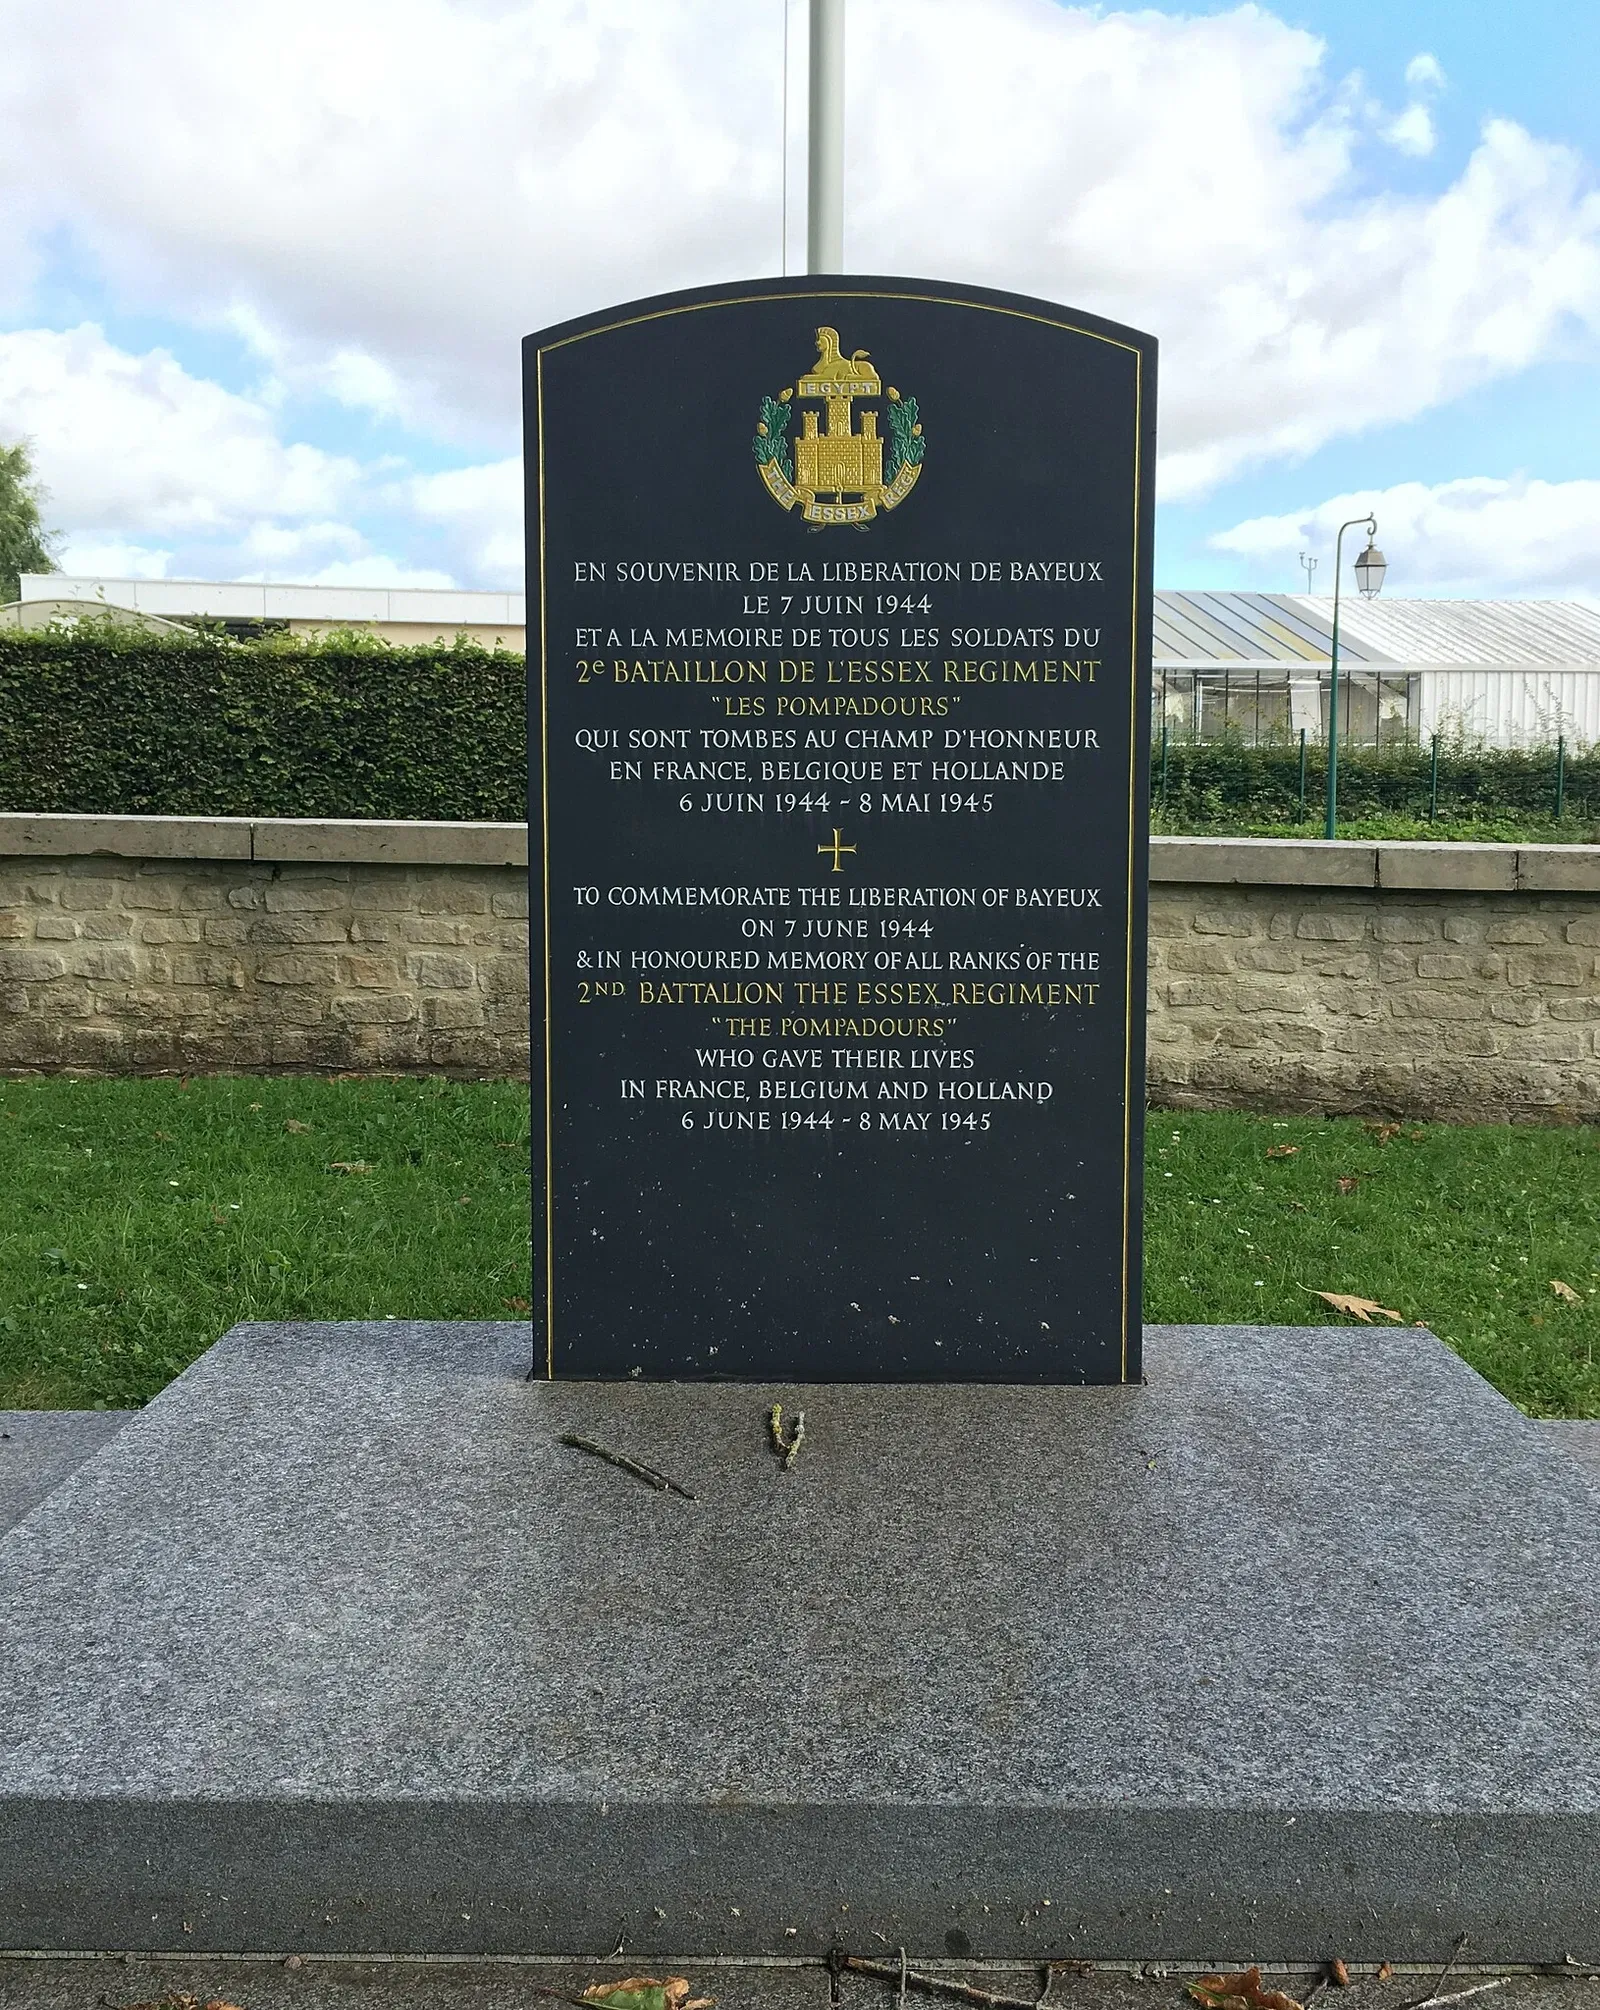 EGYPT
THE ESSEX REGT
EN SOUVENIR DE LA LIBERATION DE BAYEUX
LE 7 JUIN 1944
ET A LA MEMOIRE DE TOUS LES SOLDATS DU
2e BATAILLON DE L'ESSEX REGIMENT
"LES POMPADOURS"
QUI SONT TOMBES AU CHAMP D'HONNEUR
EN FRANCE, BELGIQUE ET HOLLANDE
6 JUIN 1944 - 8 MAI 1945
TO COMMEMORATE THE LIBERATION OF BAYEUX
ON 7 JUNE 1944
& IN HONOURED MEMORY OF ALL RANKS OF THE
2ND BATTALION THE ESSEX REGIMENT
"THE POMPADOURS"
WHO GAVE THEIR LIVES
IN FRANCE, BELGIUM AND HOLLAND
6 JUNE 1944 - 8 MAY 1945